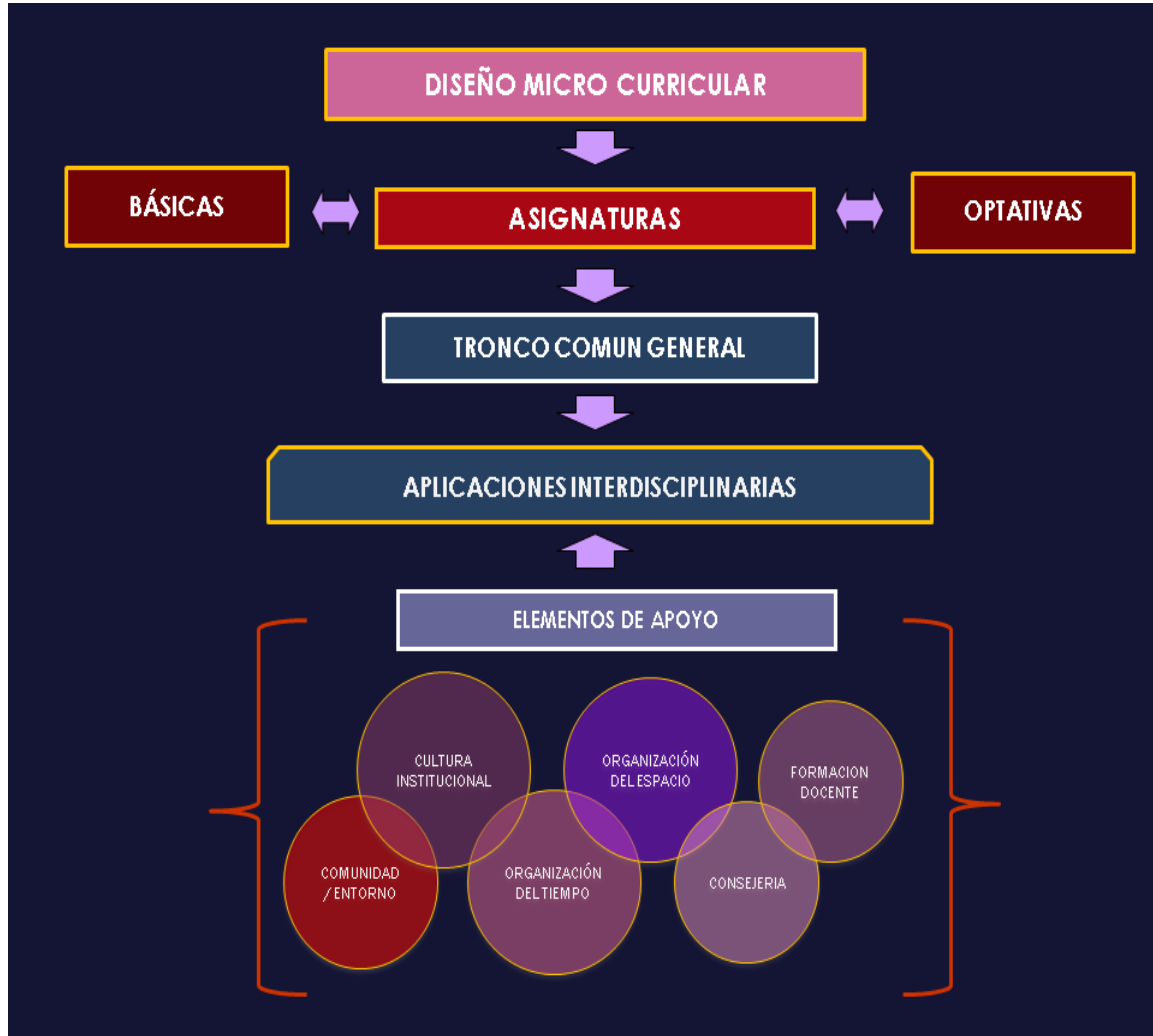 DISEÑO MICRO CURRICULAR
BÁSICAS
ASIGNATURAS
OPTATIVAS
TRONCO COMUN GENERAL
APLICACIONES INTERDISCIPLINARIAS
ELEMENTOS DE APOYO
CULTURA
INSTITUCIONAL
ORGANIZACIÓN
DEL ESPACIO
FORMACION
DOCENTE
COMUNIDAD
/ ENTORNO
ORGANIZACIÓN
DEL TIEMPO
CONSEJERIA